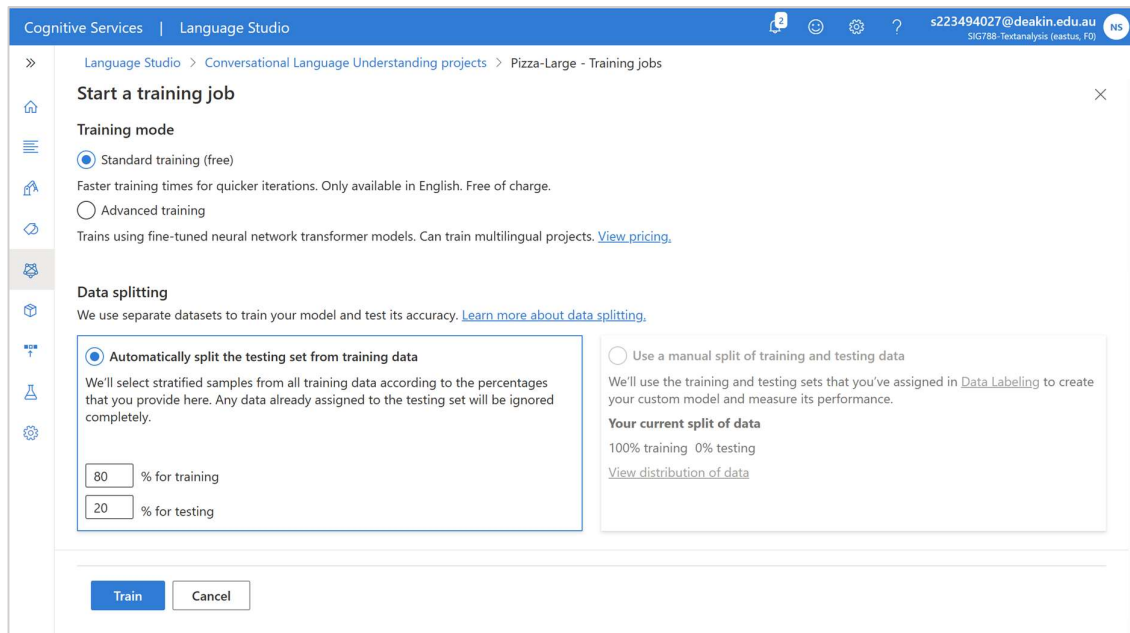 Cognitive Services | Language Studio
2
s223494027@deakin.edu.au
SIG788-Textanalysis (eastus, F0)
NS
Language Studio > Conversational Language Understanding projects > Pizza-Large - Training jobs
Start a training job
Training mode
Standard training (free)
Faster training times for quicker iterations. Only available in English. Free of charge.
Advanced training
Trains using fine-tuned neural network transformer models. Can train multilingual projects. View pricing.
Data splitting
We use separate datasets to train your model and test its accuracy. Learn more about data splitting.
Automatically split the testing set from training data
We'll select stratified samples from all training data according to the percentages
that you provide here. Any data already assigned to the testing set will be ignored
completely.
80 % for training
20 % for testing
Use a manual split of training and testing data
We'll use the training and testing sets that you've assigned in Data Labeling to create
your custom model and measure its performance.
Your current split of data
100% training 0% testing
View distribution of data
Train
Cancel